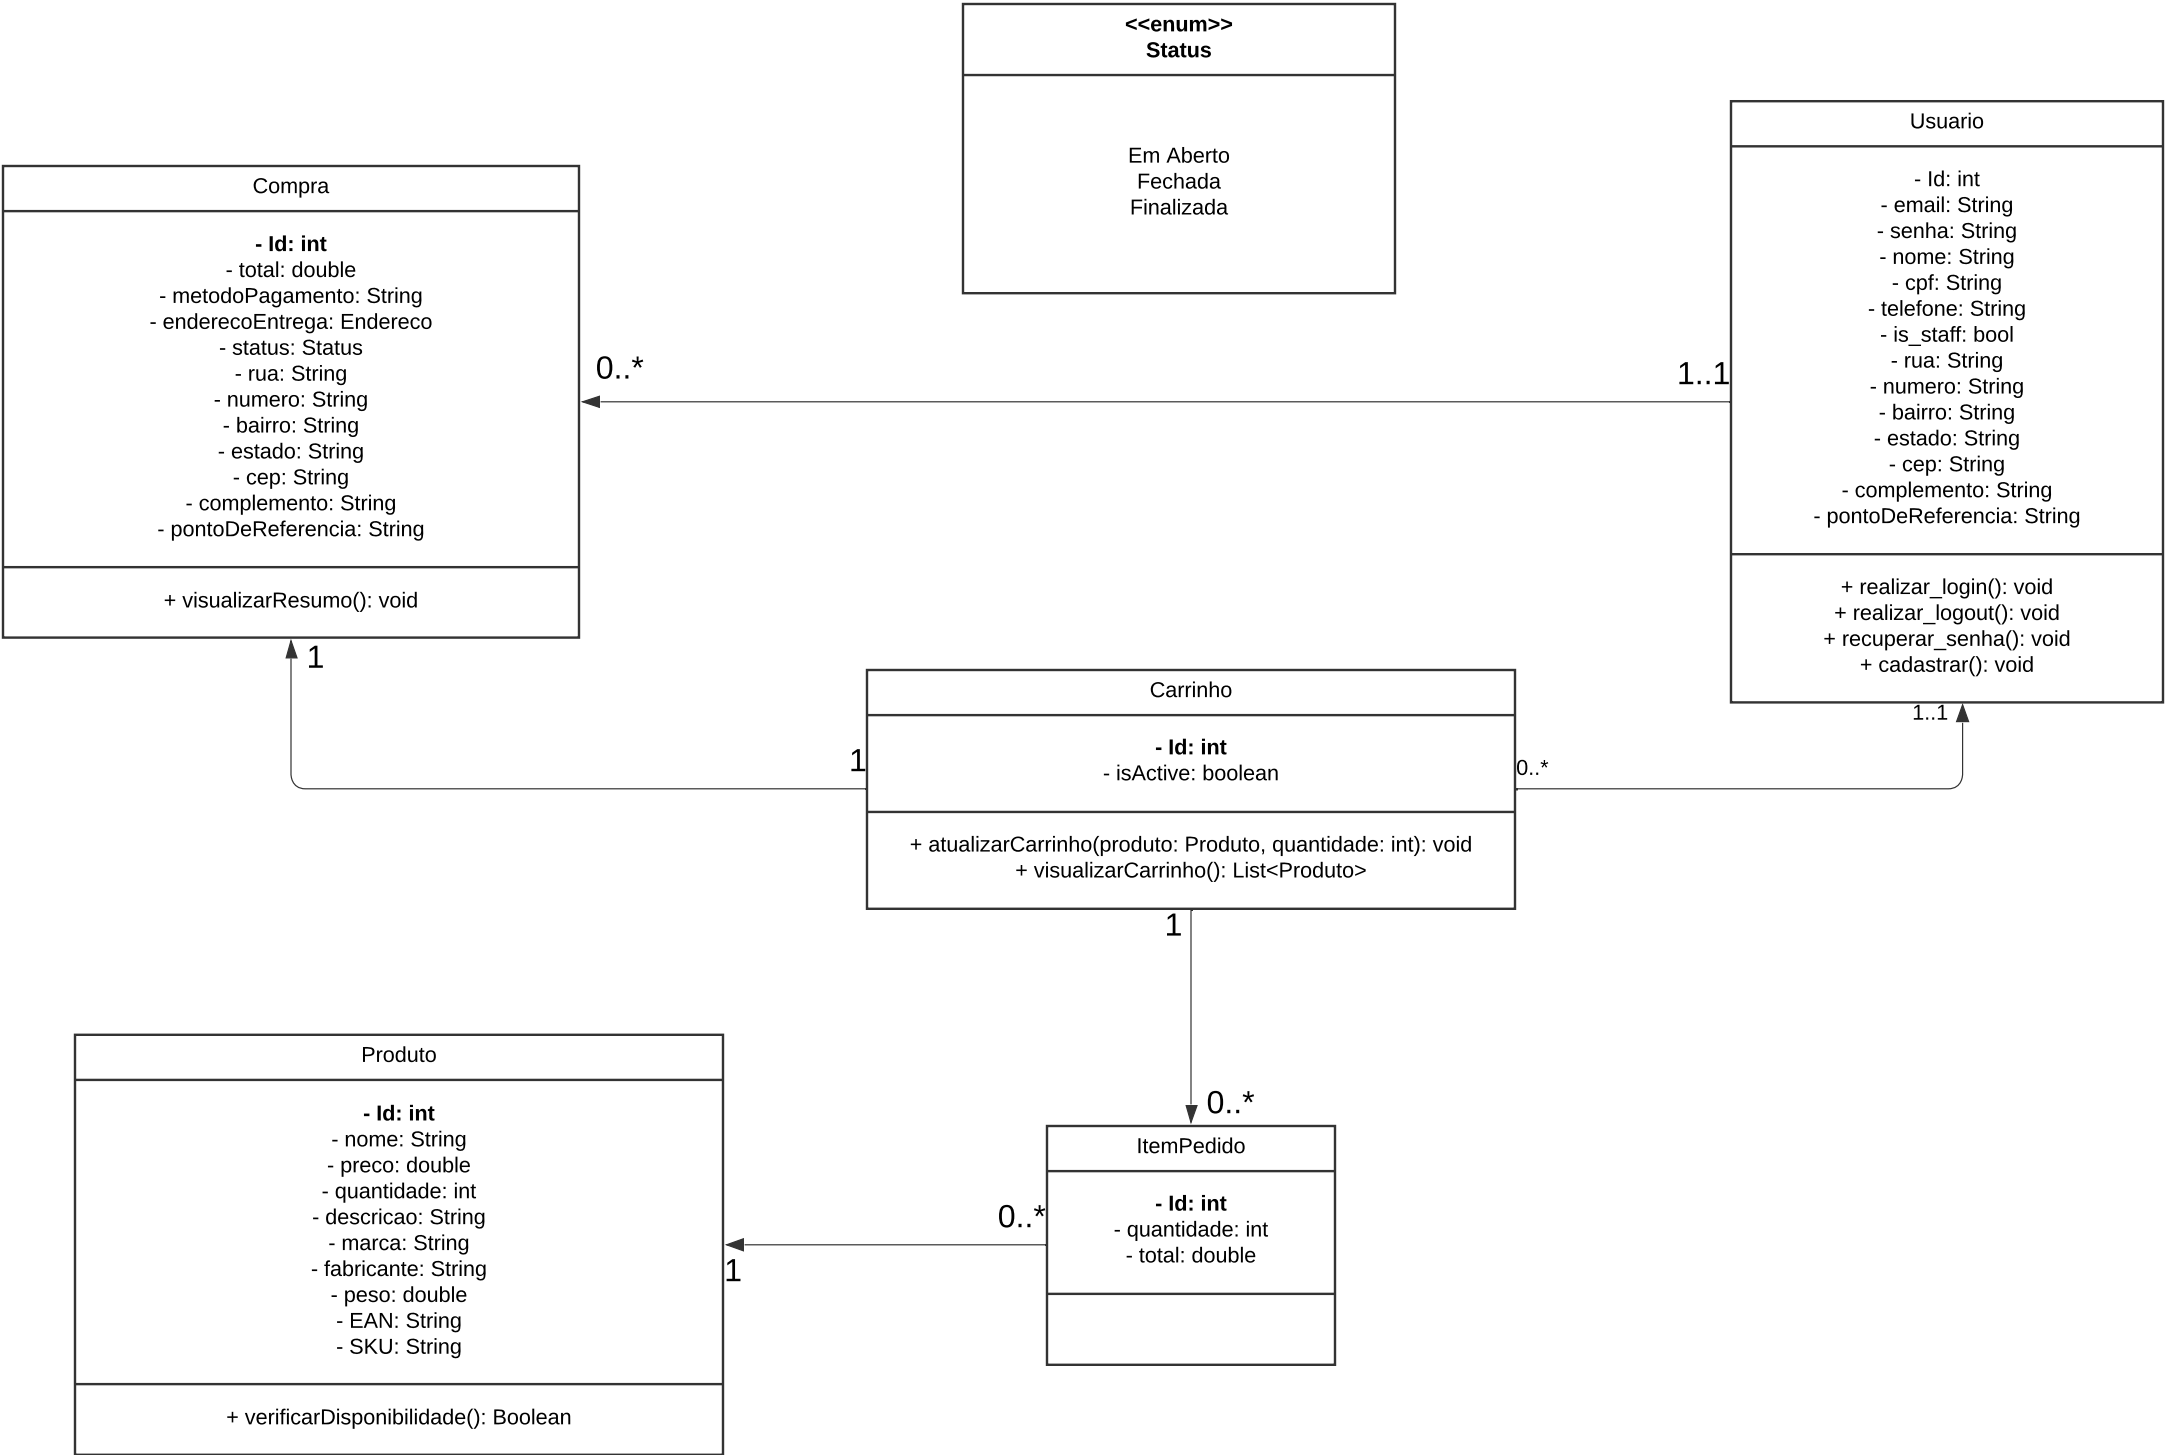 <<enum>>
Status
Em Aberto
Fechada
Finalizada
Usuario
- Id: int
- email: String
- senha: String
- nome: String
- cpf: String
- telefone: String
- is_staff: bool
- rua: String
- numero: String
- bairro: String
- estado: String
- cep: String
- complemento: String
- pontoDeReferencia: String
+ realizar_login(): void
+ realizar_logout(): void
+ recuperar_senha(): void
+ cadastrar(): void
Compra
- Id: int
- total: double
- metodoPagamento: String
- enderecoEntrega: Endereco
- status: Status
- rua: String
- numero: String
- bairro: String
- estado: String
- cep: String
- complemento: String
- pontoDeReferencia: String
+ visualizarResumo(): void
0..*
1..1
1
1
Carrinho
- Id: int
- isActive: boolean
+ atualizarCarrinho(produto: Produto, quantidade: int): void
+ visualizarCarrinho(): List<Produto>
0..*
1..1
1
0..*
Produto
- Id: int
- nome: String
- preco: double
- quantidade: int
- descricao: String
- marca: String
- fabricante: String
- peso: double
- EAN: String
- SKU: String
+ verificarDisponibilidade(): Boolean
1
0..*
ItemPedido
- Id: int
- quantidade: int
- total: double